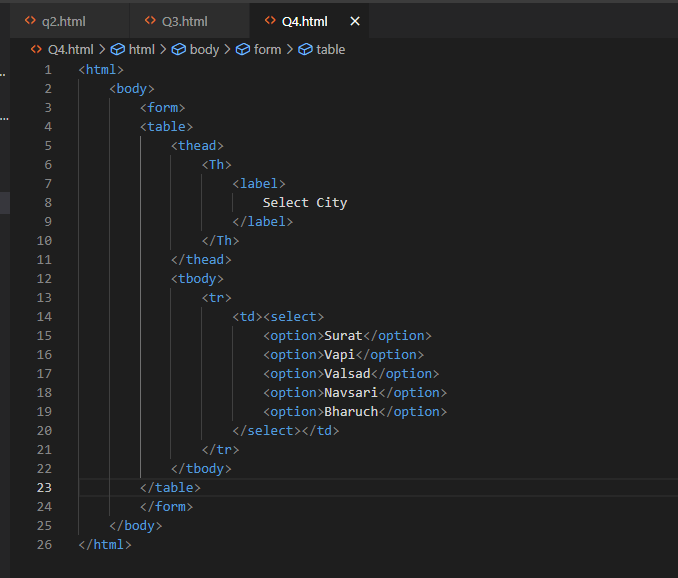 q2.html Q3.html Q4.html
Q4.html > html > body > form > table
1 <html>
2 <body>
3 <form>
4 <table>
5 <thead>
6 <Th>
7 <label>
8 Select City
9 </label>
10 </Th>
11 </thead>
12 <tbody>
13 <tr>
14 <td><select>
15 <option>Surat</option>
16 <option>Vapi</option>
17 <option>Valsad</option>
18 <option>Navsari</option>
19 <option>Bharuch</option>
20 </select></td>
21 </tr>
22 </tbody>
23 </table>
24 </form>
25 </body>
26 </html>